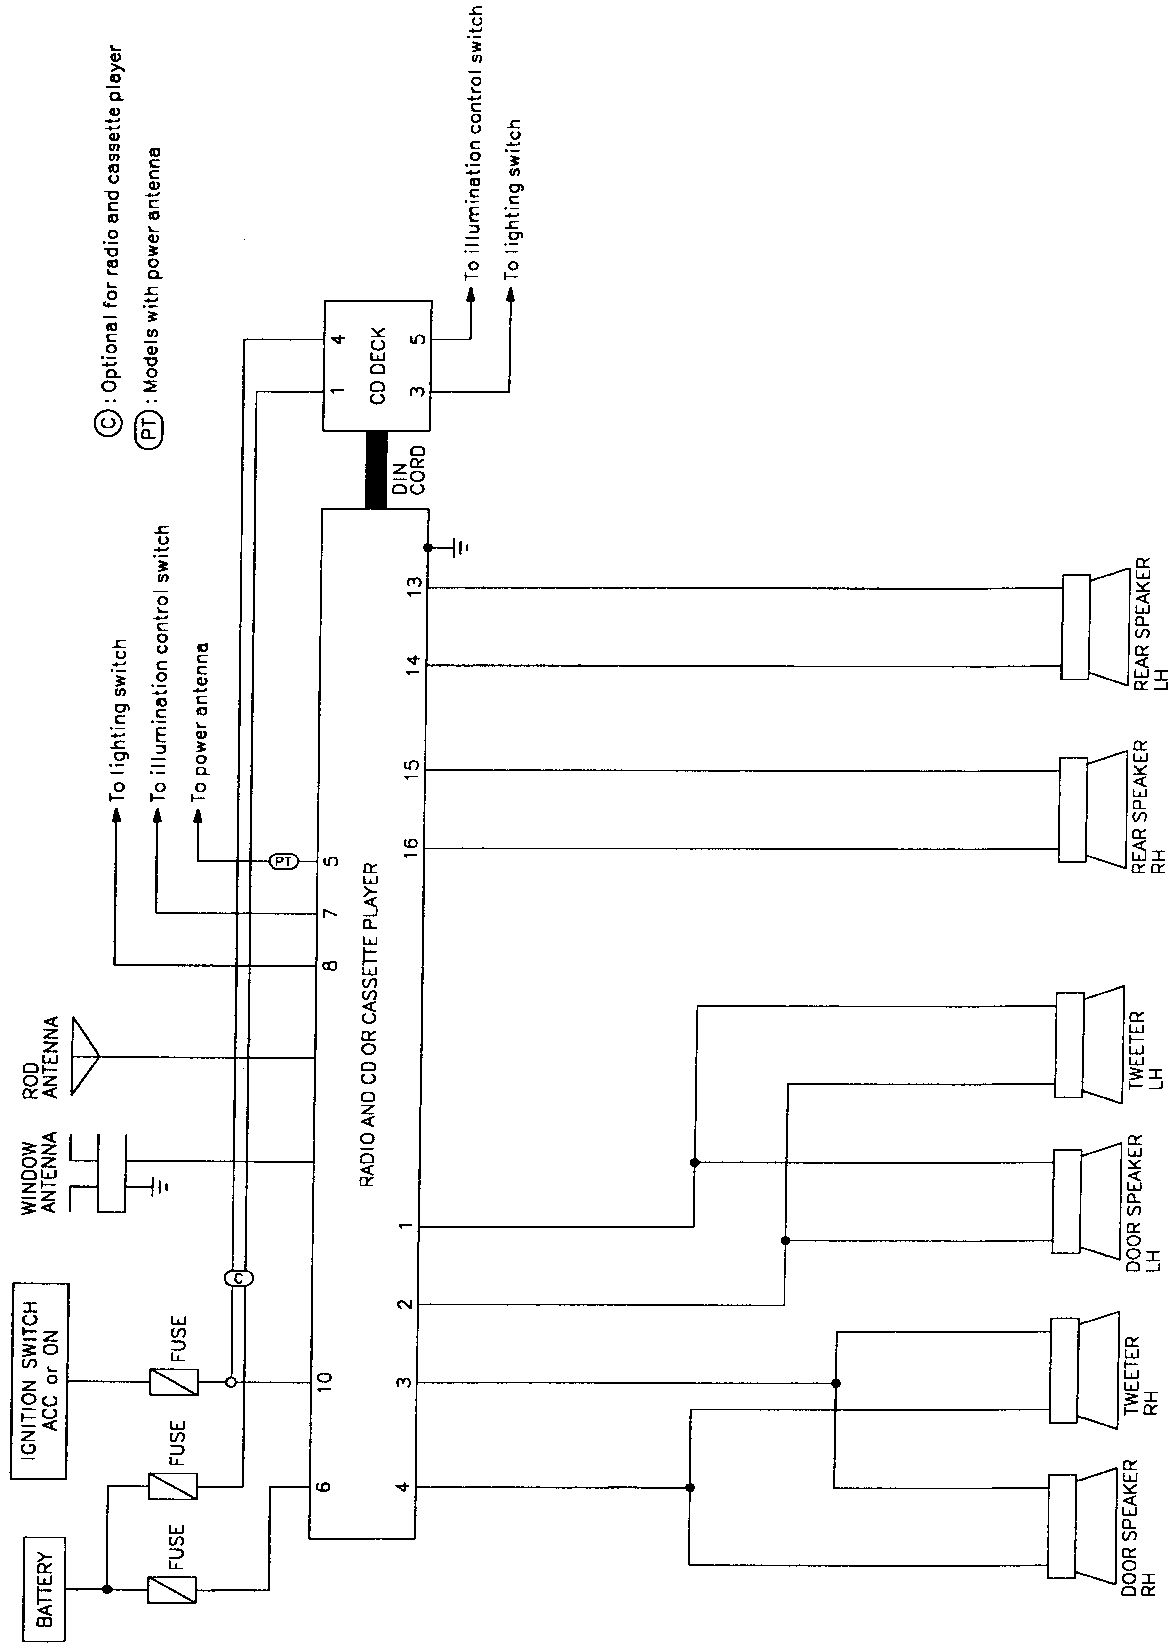 BATTERY
IGNITION SWITCH
ACC or ON
WINDOW
ANTENNA
ROD
ANTENNA
To lighting switch
To illumination control switch
To power antenna
Ⓒ : Optional for radio and cassette player
PT : Models with power antenna
FUSE
FUSE
FUSE
C
PT
6
10
8
7
5
RADIO AND CD OR CASSETTE PLAYER
4
3
2
1
16
15
14
13
DIN
CORD
1
4
CD DECK
3
5
To illumination control switch
To lighting switch
DOOR SPEAKER
RH
TWEETER
RH
DOOR SPEAKER
LH
TWEETER
LH
REAR SPEAKER
RH
REAR SPEAKER
LH